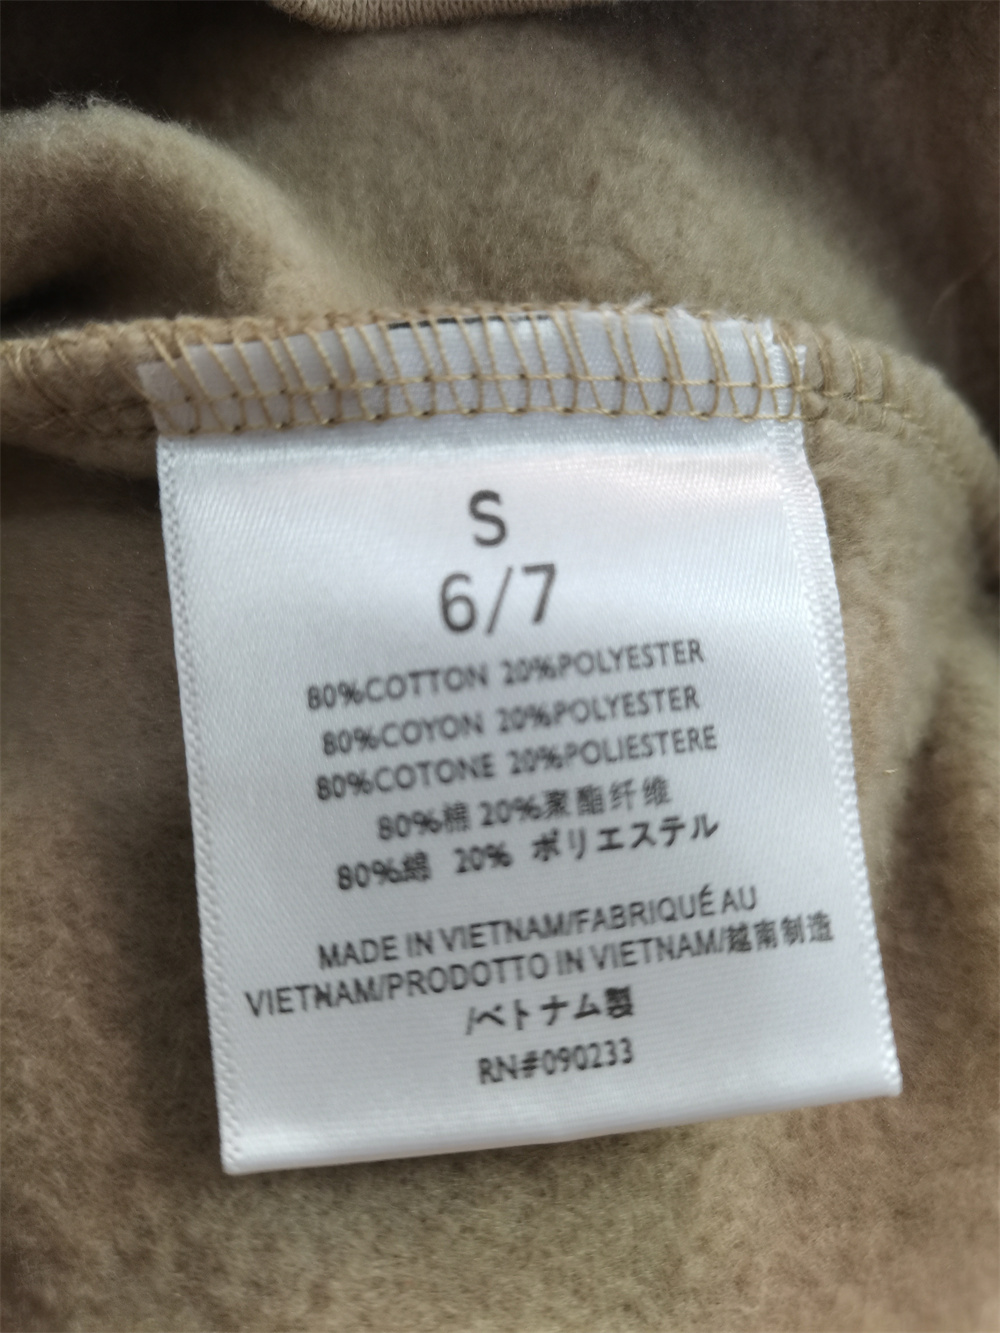 S
6/7
80%COTTON 20%POLYESTER
80%COYON 20%POLYESTER
80%COTONE 20%POLIESTERE
80%棉 20%聚酯纤维
80%綿 20% ポリエステル
MADE IN VIETNAM/FABRIQUÉ AU
VIETNAM/PRODOTTO IN VIETNAM/越南制造
/ベトナム製
RN#090233